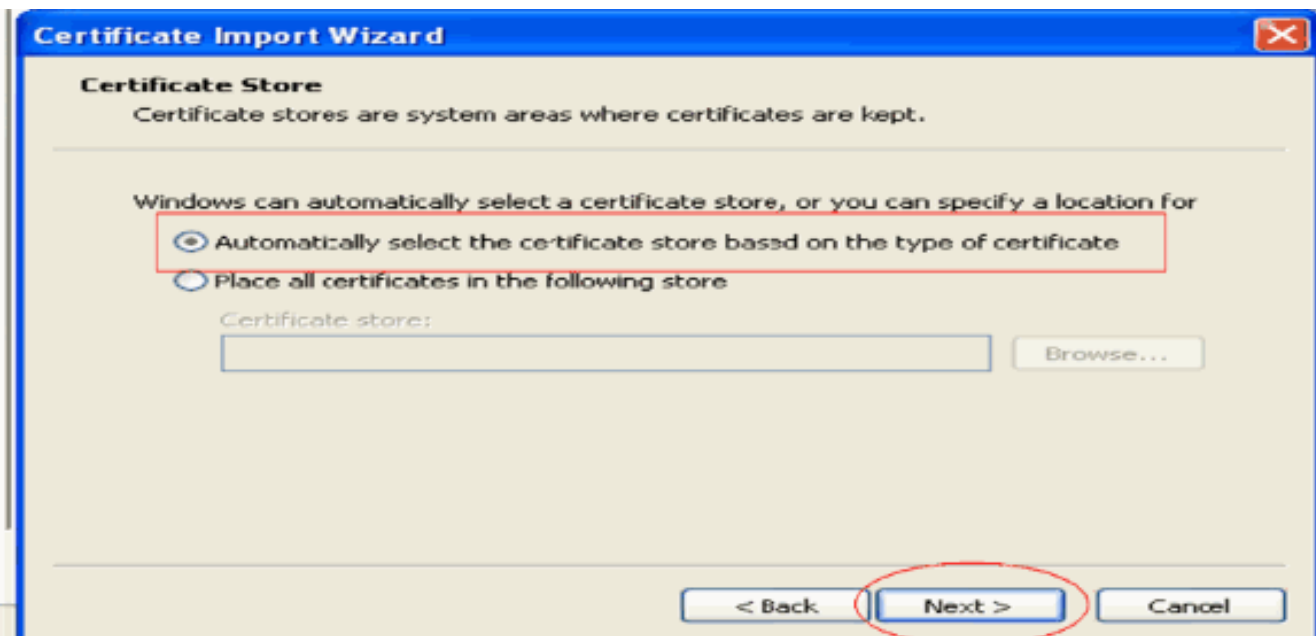 Certificate Import Wizard
Certificate Store
Certificate stores are system areas where certificates are kept.
Windows can automatically select a certificate store, or you can specify a location for
Automatically select the certificate store based on the type of certificate
Place all certificates in the following store
Certificate store:
Browse...
< Back Next > Cancel